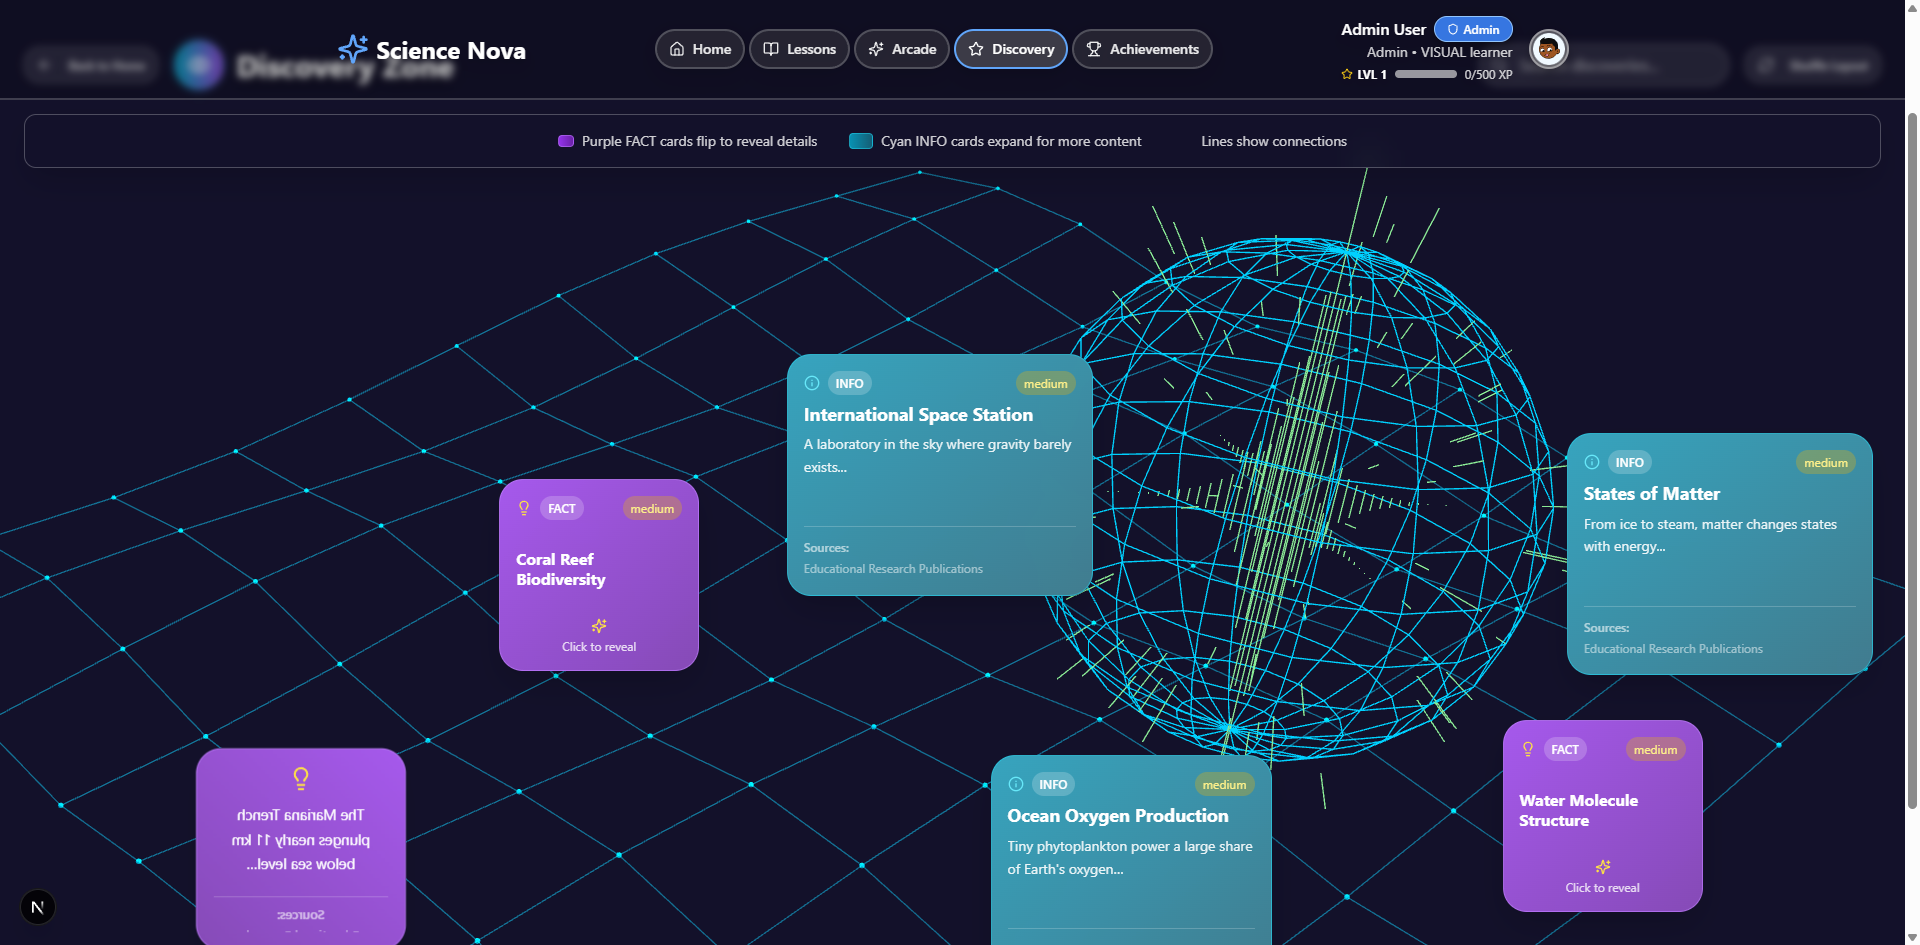 Science Nova
Home
Lessons
Arcade
Discovery
Achievements
Admin User
Admin
Admin • VISUAL learner
LVL 1
0/500 XP
Back to Home
Discovery Zone
Purple FACT cards flip to reveal details
Cyan INFO cards expand for more content
Lines show connections
INFO
medium
International Space Station
A laboratory in the sky where gravity barely
exists...
Sources:
Educational Research Publications
INFO
medium
States of Matter
From ice to steam, matter changes states
with energy...
Sources:
Educational Research Publications
FACT
medium
Coral Reef
Biodiversity
Click to reveal
FACT
medium
Water Molecule
Structure
Click to reveal
The Mariana Trench
plunges nearly 11 km
below sea level...
Sources:
INFO
medium
Ocean Oxygen Production
Tiny phytoplankton power a large share
of Earth's oxygen...
N